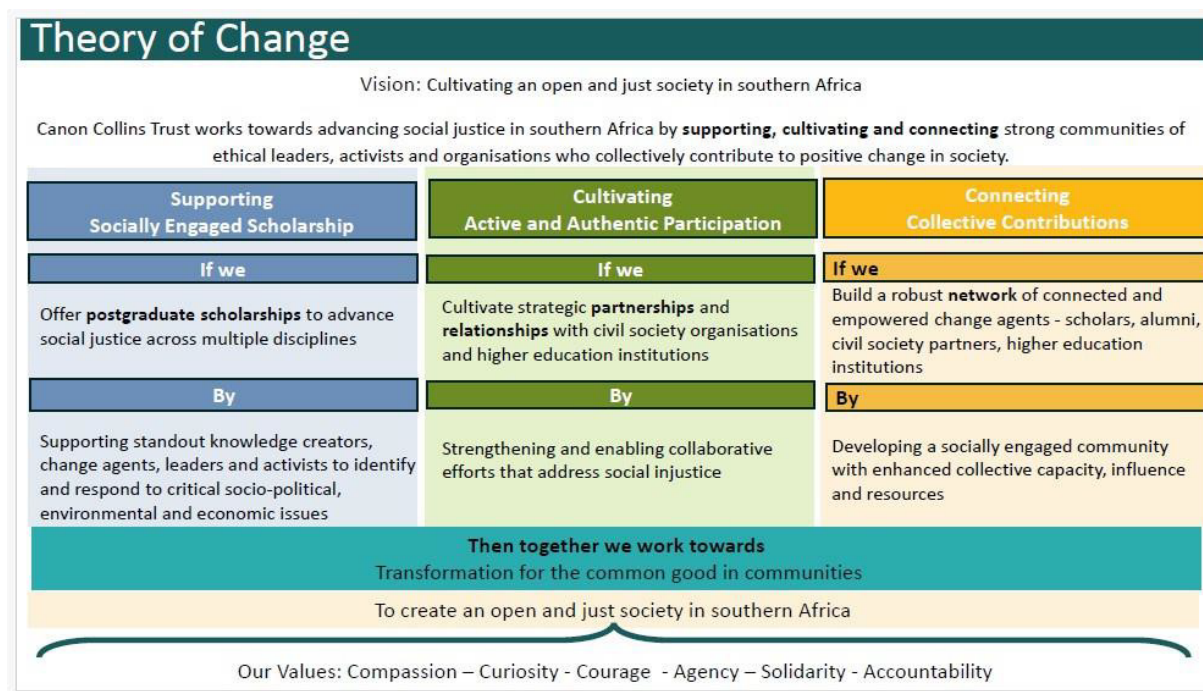 Theory of Change
Vision: Cultivating an open and just society in southern Africa
Canon Collins Trust works towards advancing social justice in southern Africa by supporting, cultivating and connecting strong communities of
ethical leaders, activists and organisations who collectively contribute to positive change in society.
Supporting
Socially Engaged Scholarship
If we
Offer postgraduate scholarships to advance
social justice across multiple disciplines
By
Supporting standout knowledge creators,
change agents, leaders and activists to identify
and respond to critical socio-political,
environmental and economic issues
Cultivating
Active and Authentic Participation
If we
Cultivate strategic partnerships and
relationships with civil society organisations
and higher education institutions
By
Strengthening and enabling collaborative
efforts that address social injustice
Connecting
Collective Contributions
If we
Build a robust network of connected and
empowered change agents - scholars, alumni,
civil society partners, higher education
institutions
By
Developing a socially engaged community
with enhanced collective capacity, influence
and resources
Then together we work towards
Transformation for the common good in communities
To create an open and just society in southern Africa
Our Values: Compassion – Curiosity - Courage - Agency – Solidarity - Accountability